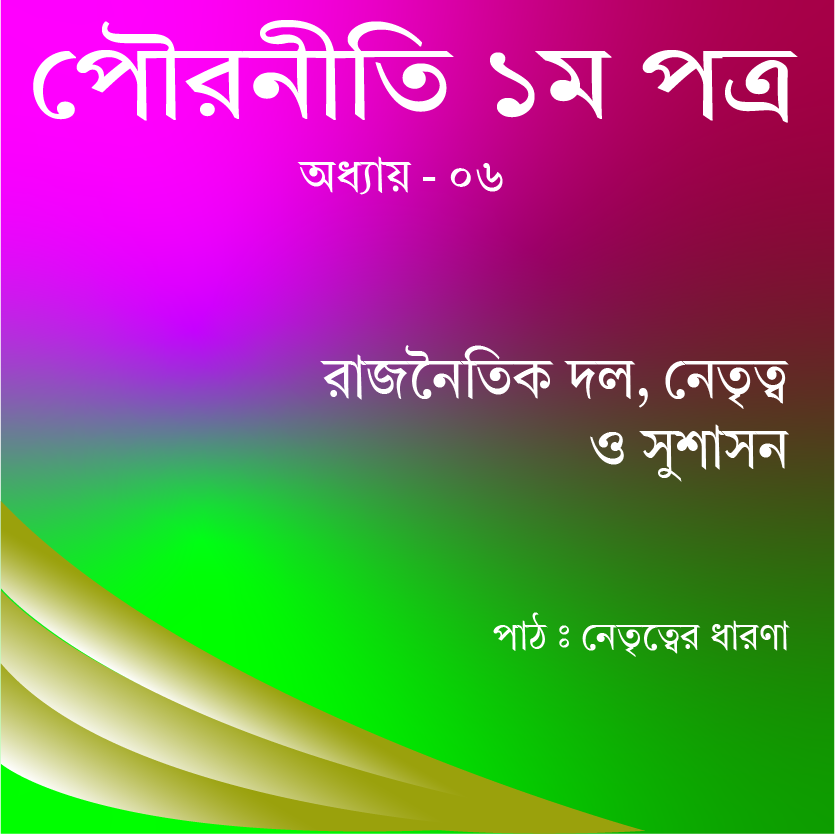 পৌরনীতি ১ম পত্র
অধ্যায় - ০৬
রাজনৈতিক দল, নেতৃত্ব
ও সুশাসন
পাঠ ঃ নেতৃত্বের ধারণা